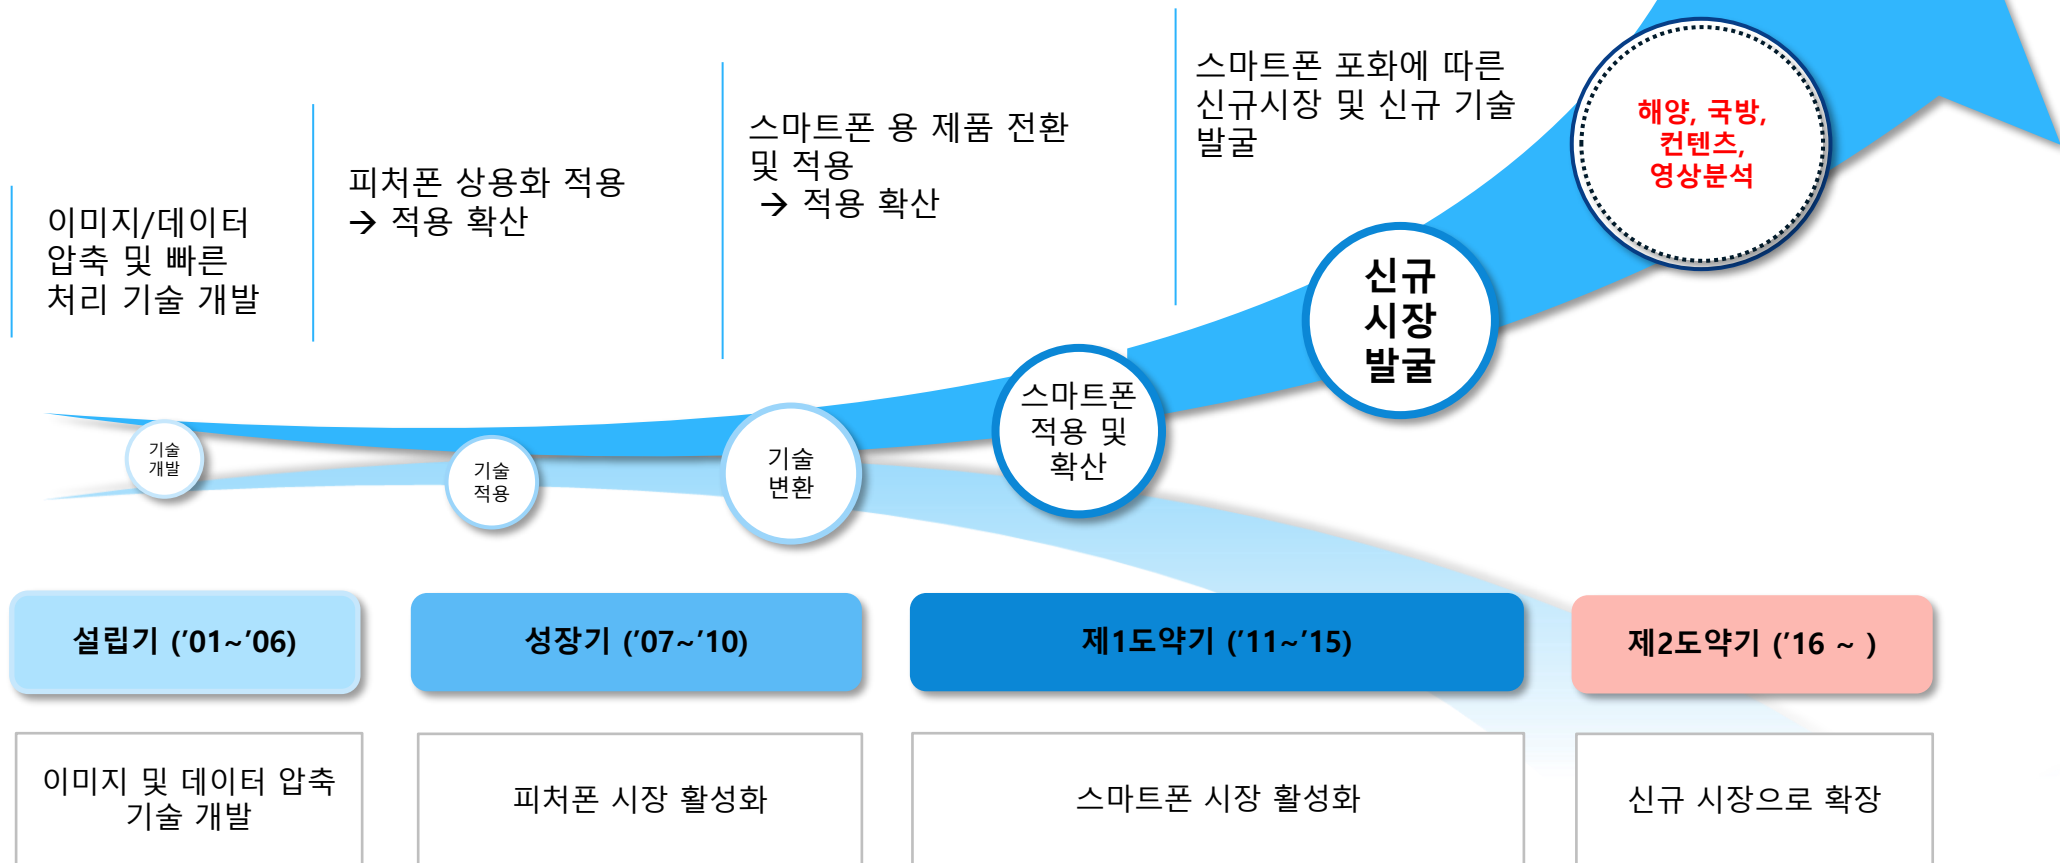 이미지/데이터
압축 및 빠른
처리 기술 개발
피처폰 상용화 적용
→ 적용 확산
스마트폰 용 제품 전환
및 적용
→ 적용 확산
스마트폰 포화에 따른
신규시장 및 신규 기술
발굴
해양, 국방,
컨텐츠,
영상분석
신규
시장
발굴
스마트폰
적용 및
확산
기술
변환
기술
적용
기술
개발
설립기 (’01~’06)
성장기 (’07~’10)
제1도약기 (’11~’15)
제2도약기 (’16 ~ )
이미지 및 데이터 압축
기술 개발
피처폰 시장 활성화
스마트폰 시장 활성화
신규 시장으로 확장